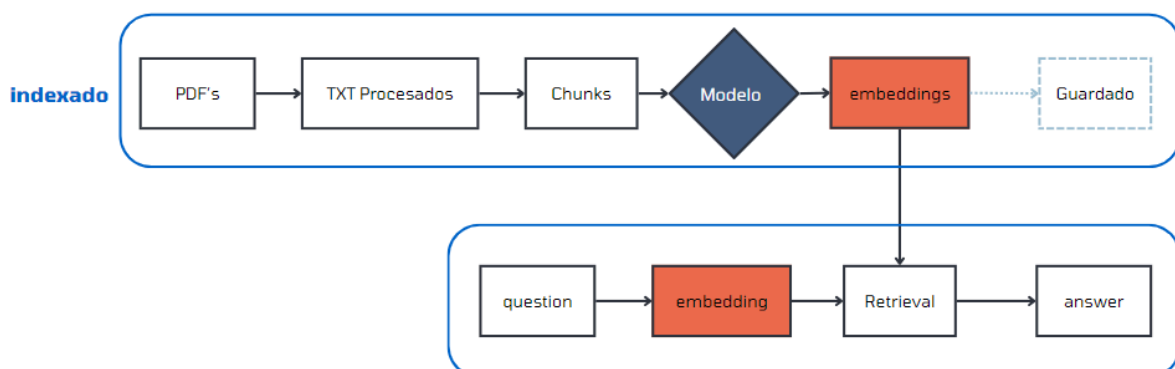 indexado
PDF's
TXT Procesados
Chunks
Modelo
embeddings
Guardado
question
embedding
Retrieval
answer